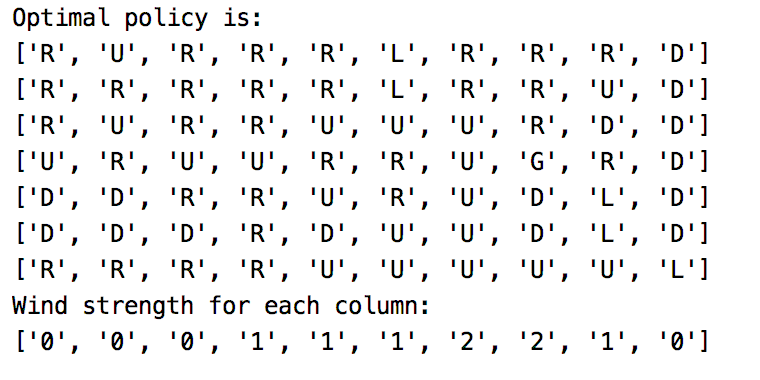 Optimal policy is:
['R', 'U', 'R', 'R', 'R', 'L', 'R', 'R', 'R', 'D']
['R', 'R', 'R', 'R', 'R', 'L', 'R', 'R', 'U', 'D']
['R', 'U', 'R', 'R', 'U', 'U', 'U', 'R', 'D', 'D']
['U', 'R', 'U', 'U', 'R', 'R', 'U', 'G', 'R', 'D']
['D', 'D', 'R', 'R', 'U', 'R', 'U', 'D', 'L', 'D']
['D', 'D', 'D', 'R', 'D', 'U', 'U', 'D', 'L', 'D']
['R', 'R', 'R', 'R', 'U', 'U', 'U', 'U', 'U', 'L']
Wind strength for each column:
['0', '0', '0', '1', '1', '1', '2', '2', '1', '0']